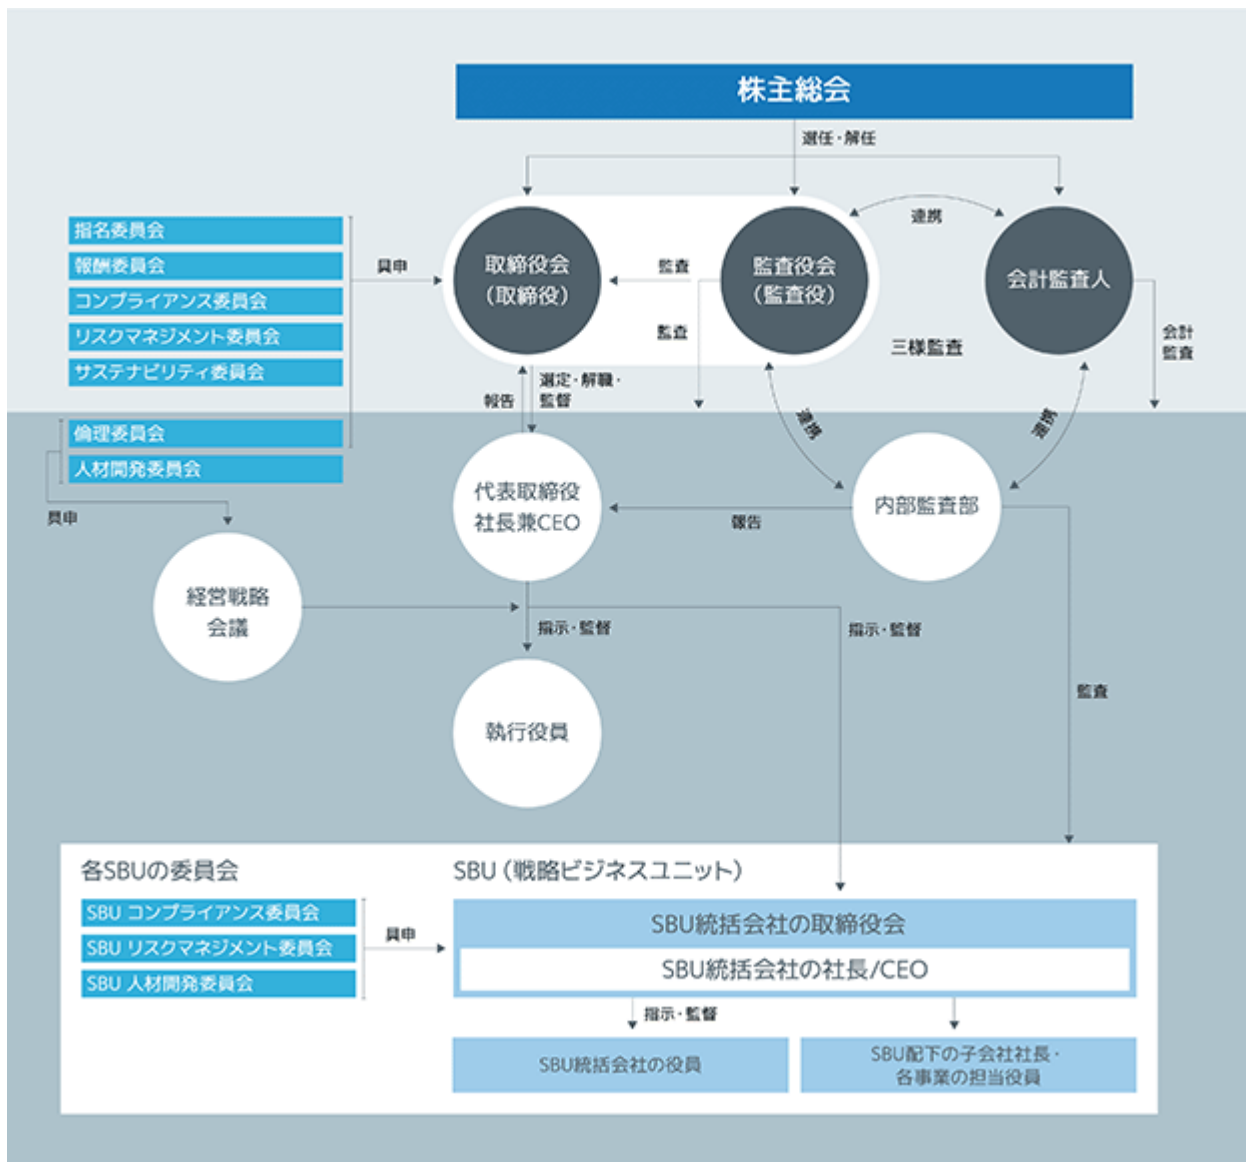 株主総会
選任・解任
指名委員会
報酬委員会
コンプライアンス委員会
リスクマネジメント委員会
サステナビリティ委員会
具申
取締役会
（取締役）
監査
監査
監査役会
（監査役）
連携
会計監査人
三様監査
会計
監査
報告
選定・解職・
監督
連携
連携
倫理委員会
人材開発委員会
具申
代表取締役
社長兼CEO
報告
内部監査部
経営戦略
会議
指示・監督
指示・監督
監査
執行役員
各SBUの委員会
SBU コンプライアンス委員会
SBU リスクマネジメント委員会
SBU 人材開発委員会
具申
SBU（戦略ビジネスユニット）
SBU統括会社の取締役会
SBU統括会社の社長/CEO
指示・監督
SBU統括会社の役員
SBU配下の子会社社長・
各事業の担当役員